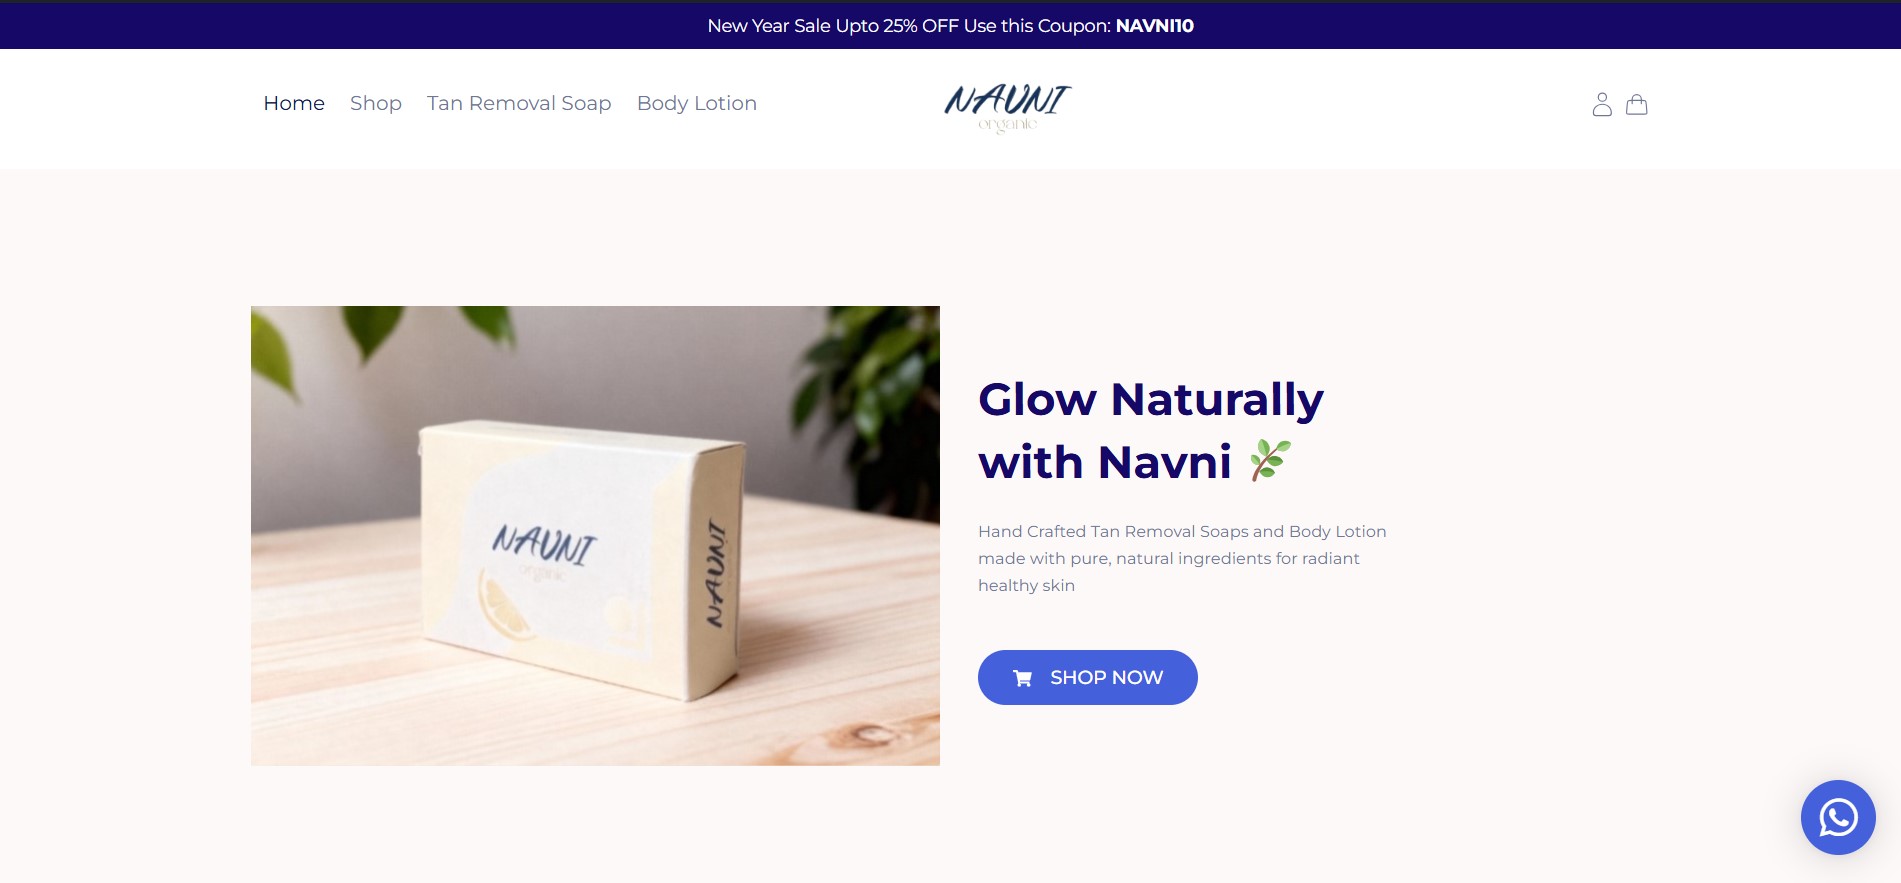 New Year Sale Upto 25% OFF Use this Coupon: NAVNI10
Home Shop Tan Removal Soap Body Lotion
NAVNI
organic
NAVNI
organic
NAVNI
Glow Naturally
with Navni 🌿
Hand Crafted Tan Removal Soaps and Body Lotion
made with pure, natural ingredients for radiant
healthy skin
SHOP NOW